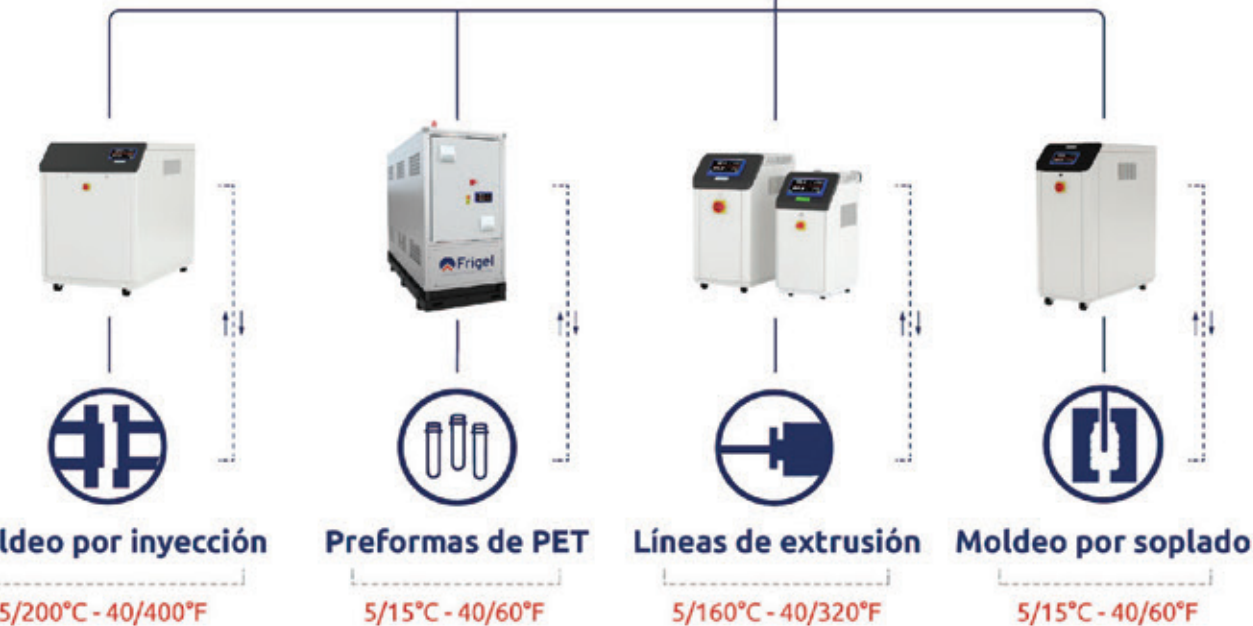 Frigel
ldeo por inyección
Preformas de PET
Líneas de extrusión
Moldeo por soplado
5/200°C - 40/400°F
5/15°C - 40/60°F
5/160°C - 40/320°F
5/15°C - 40/60°F